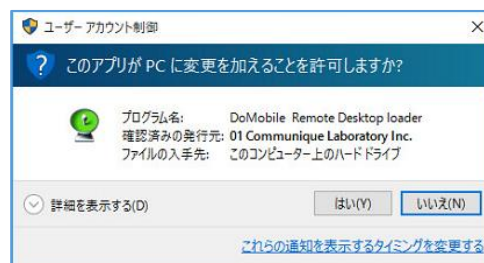 ユーザー アカウント制御
このアプリが PC に変更を加えることを許可しますか?
プログラム名: DoMobile Remote Desktop loader
確認済みの発行元: 01 Communique Laboratory Inc.
ファイルの入手先: このコンピューター上のハード ドライブ
詳細を表示する(D) はい(Y) いいえ(N)
これらの通知を表示するタイミングを変更する